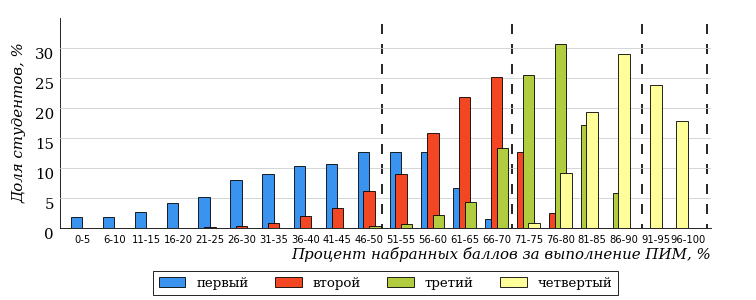 Доля студентов, %
30
25
20
15
10
5
0
0-5 6-10 11-15 16-20 21-25 26-30 31-35 36-40 41-45 46-50 51-55 56-60 61-65 66-70 71-75 76-80 81-85 86-90 91-95 96-100
Процент набранных баллов за выполнение ПИМ, %
первый второй третий четвертый